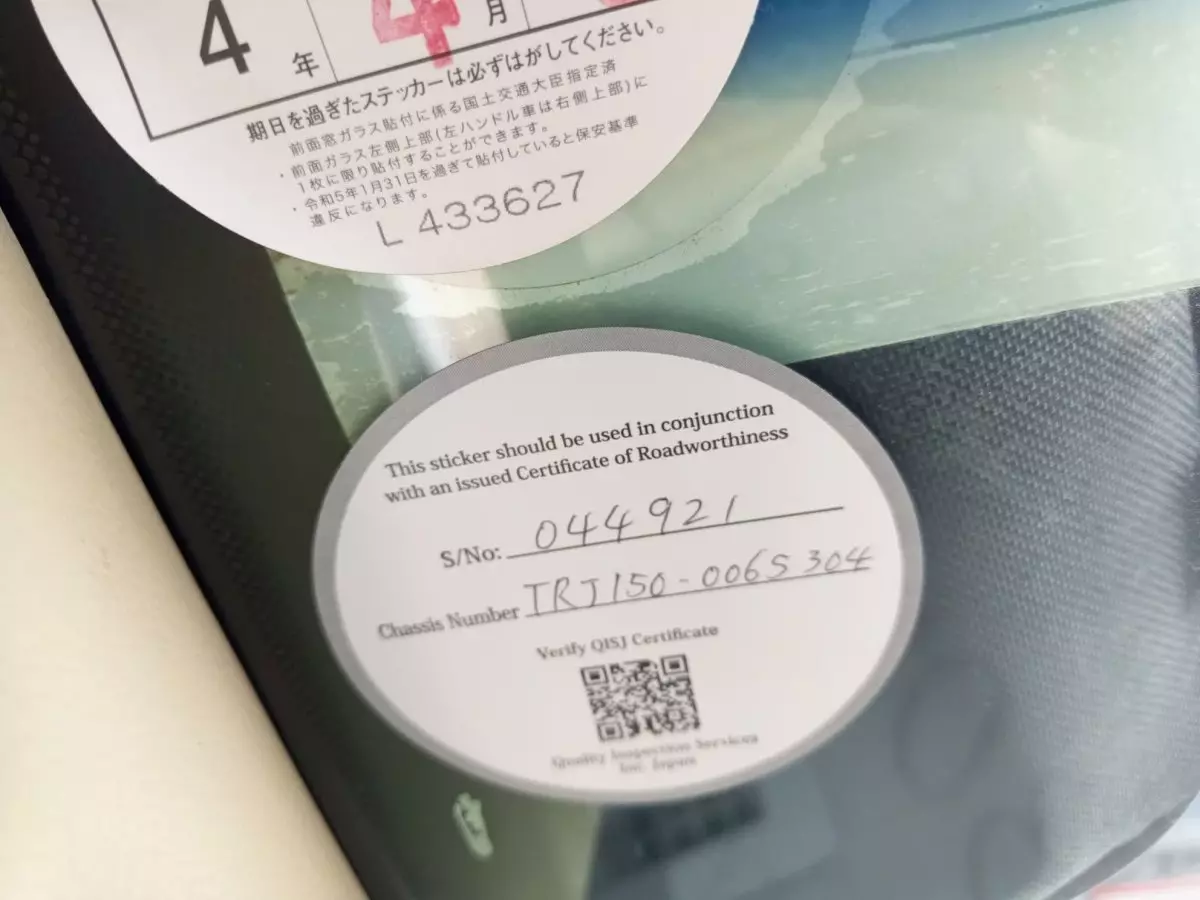 4 年 4 月
期日を過ぎたステッカーは必ずはがしてください。
前面窓ガラス貼付に係る国土交通大臣指定済
・前面ガラス左側上部(左ハンドル車は右側上部)に
1枚に限り貼付することができます。
・令和5年1月31日を過ぎて貼付していると保安基準
違反になります。
L 433627
This sticker should be used in conjunction
with an issued Certificate of Roadworthiness
S/No: 044921
Chassis Number TRJ150-0065304
Verify QISJ Certificate
Quality Inspection Services
Inc. Japan